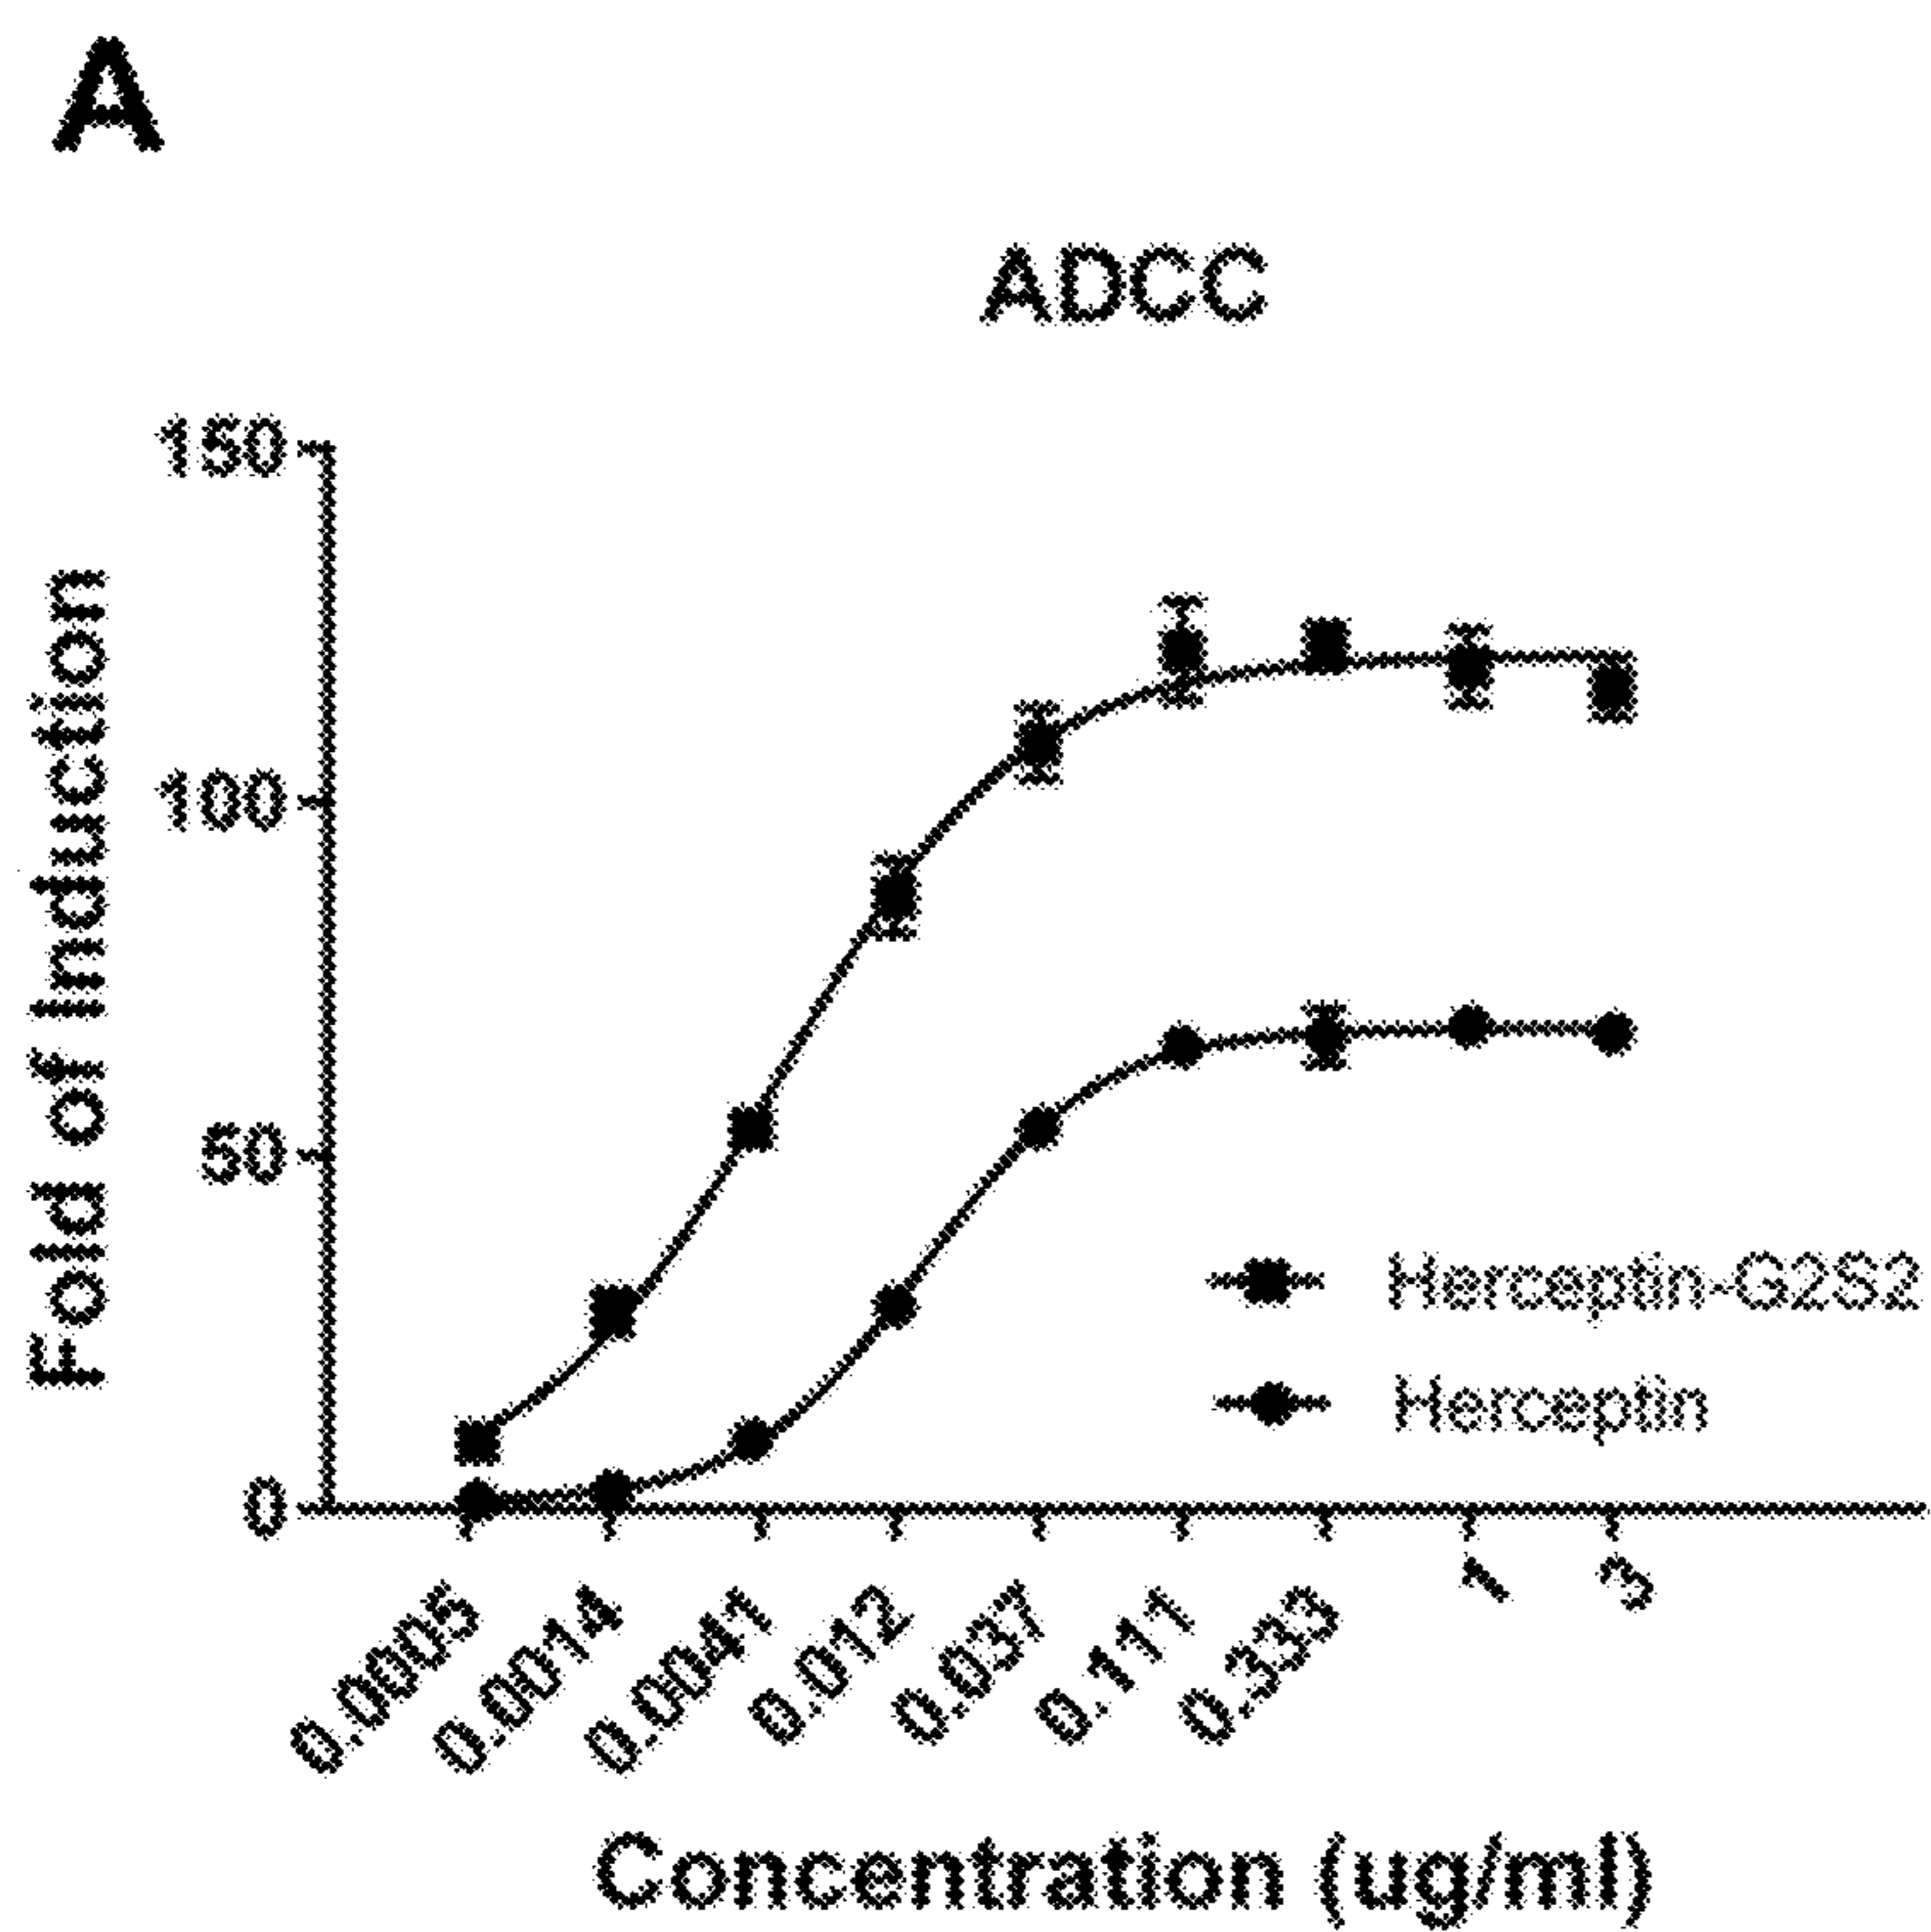 A
ADCC
Fold of Induction
150
100
50
0
Herceptin-G2S2
Herceptin
0.0005
0.0014
0.0041
0.012
0.037
0.111
0.333
1
3
Concentration (ug/ml)